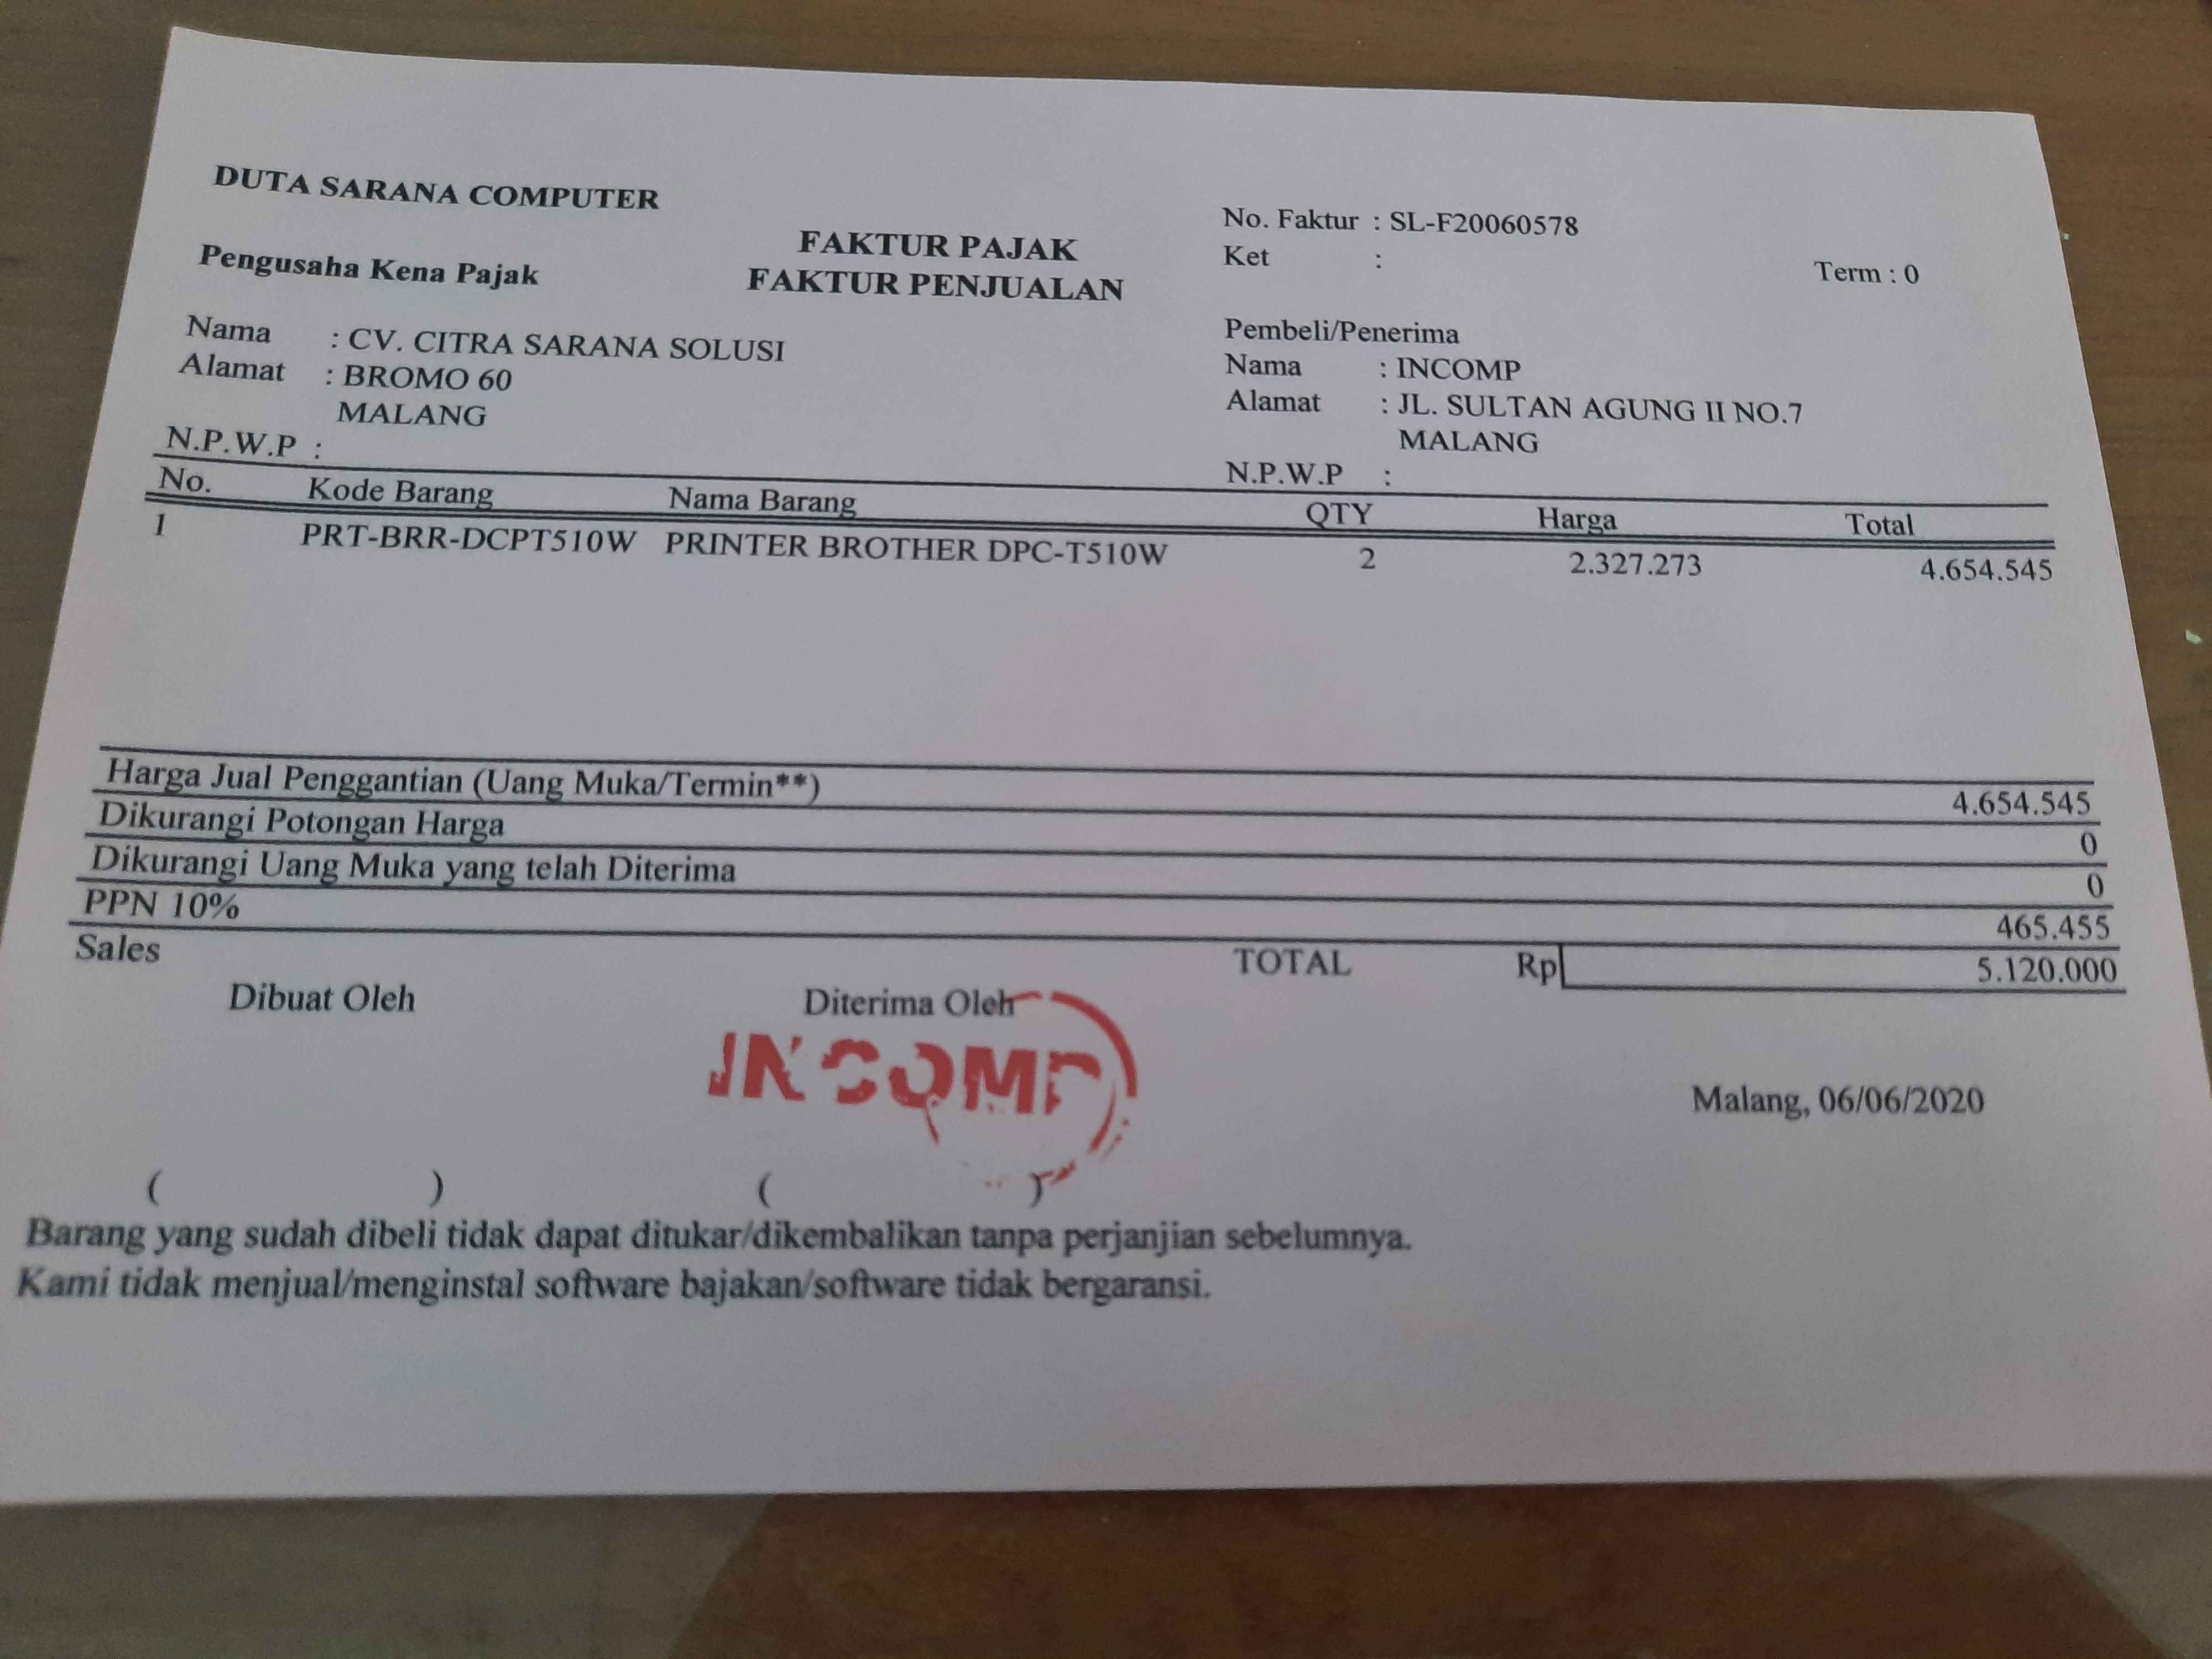 DUTA SARANA COMPUTER
FAKTUR PAJAK
FAKTUR PENJUALAN
No. Faktur : SL-F20060578
Ket :
Term : 0
Pengusaha Kena Pajak
Nama : CV. CITRA SARANA SOLUSI
Alamat : BROMO 60
MALANG
N.P.W.P :
Pembeli/Penerima
Nama : INCOMP
Alamat : JL. SULTAN AGUNG II NO.7
MALANG
N.P.W.P :
No. Kode Barang Nama Barang QTY Harga Total
1 PRT-BRR-DCPT510W PRINTER BROTHER DPC-T510W 2 2.327.273 4.654.545
Harga Jual Penggantian (Uang Muka/Termin**) 4.654.545
Dikurangi Potongan Harga 0
Dikurangi Uang Muka yang telah Diterima 0
PPN 10% 465.455
Sales TOTAL Rp 5.120.000
Dibuat Oleh Diterima Oleh
INCOMP
Malang, 06/06/2020
( ) ( )
Barang yang sudah dibeli tidak dapat ditukar/dikembalikan tanpa perjanjian sebelumnya.
Kami tidak menjual/menginstal software bajakan/software tidak bergaransi.